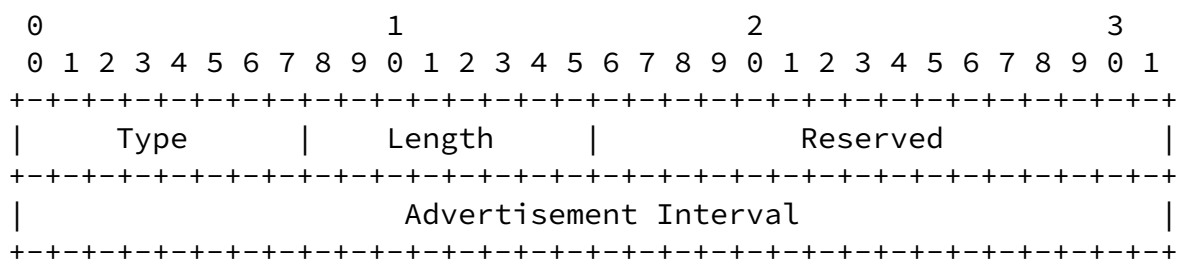 0                   1                   2                   3
 0 1 2 3 4 5 6 7 8 9 0 1 2 3 4 5 6 7 8 9 0 1 2 3 4 5 6 7 8 9 0 1
+-+-+-+-+-+-+-+-+-+-+-+-+-+-+-+-+-+-+-+-+-+-+-+-+-+-+-+-+-+-+-+-+
|     Type      |    Length     |           Reserved            |
+-+-+-+-+-+-+-+-+-+-+-+-+-+-+-+-+-+-+-+-+-+-+-+-+-+-+-+-+-+-+-+-+
|                     Advertisement Interval                    |
+-+-+-+-+-+-+-+-+-+-+-+-+-+-+-+-+-+-+-+-+-+-+-+-+-+-+-+-+-+-+-+-+